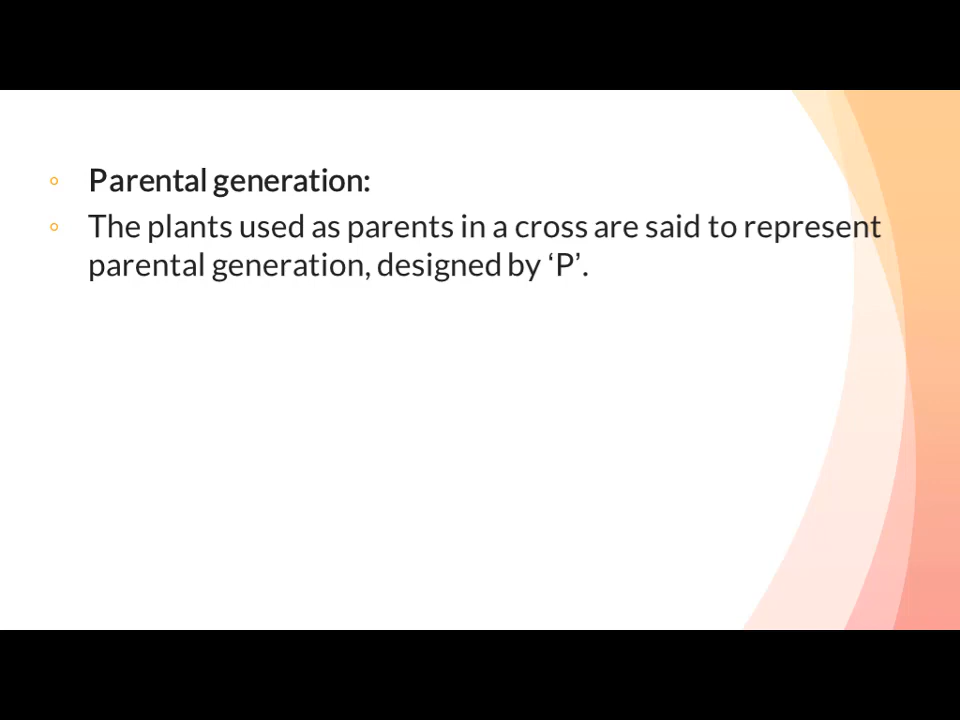 Parental generation:
The plants used as parents in a cross are said to represent
parental generation, designed by ‘P’.